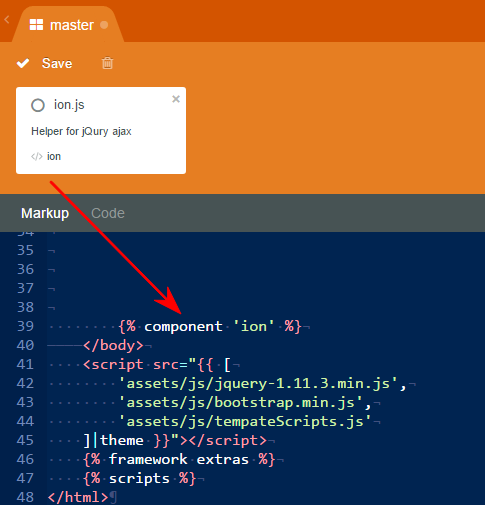 master
Save
ion.js
Helper for jQury ajax
</> ion
Markup Code
34
35
36
37
38
39 {% component 'ion' %}
40 </body>
41 <script src="{{ [
42 'assets/js/jquery-1.11.3.min.js',
43 'assets/js/bootstrap.min.js',
44 'assets/js/tempateScripts.js'
45 ]|theme }}"></script>
46 {% framework extras %}
47 {% scripts %}
48 </html>¶